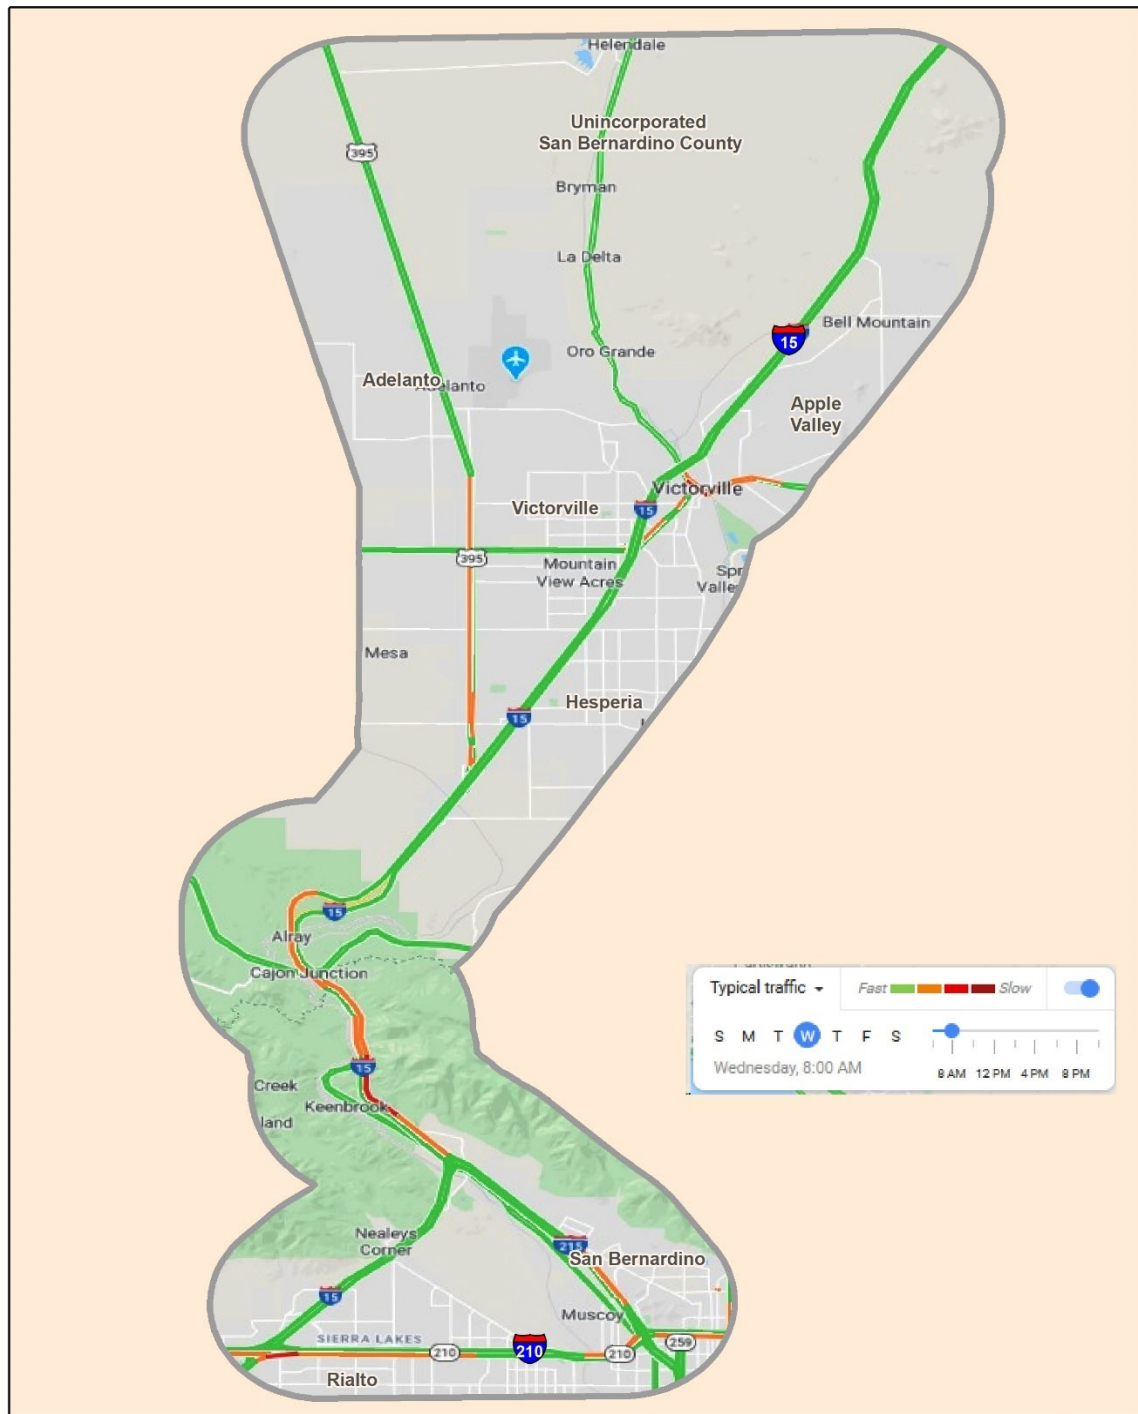 Helendale
Unincorporated
San Bernardino County
395
Bryman
La Delta
Bell Mountain
15
Oro Grande
Adelanto
Apple
Valley
Victorville
Victorville
15
395
Mountain
View Acres
Mesa
Hesperia
15
15
Alray
Cajon Junction
Typical traffic
Fast
Slow
S M T W T F S
Wednesday, 8:00 AM
8 AM 12 PM 4 PM 8 PM
15
Creek
Keenbrook
land
Nealeys
Corner
215
San Bernardino
15
Muscoy
SIERRA LAKES
210
210
210
259
Rialto